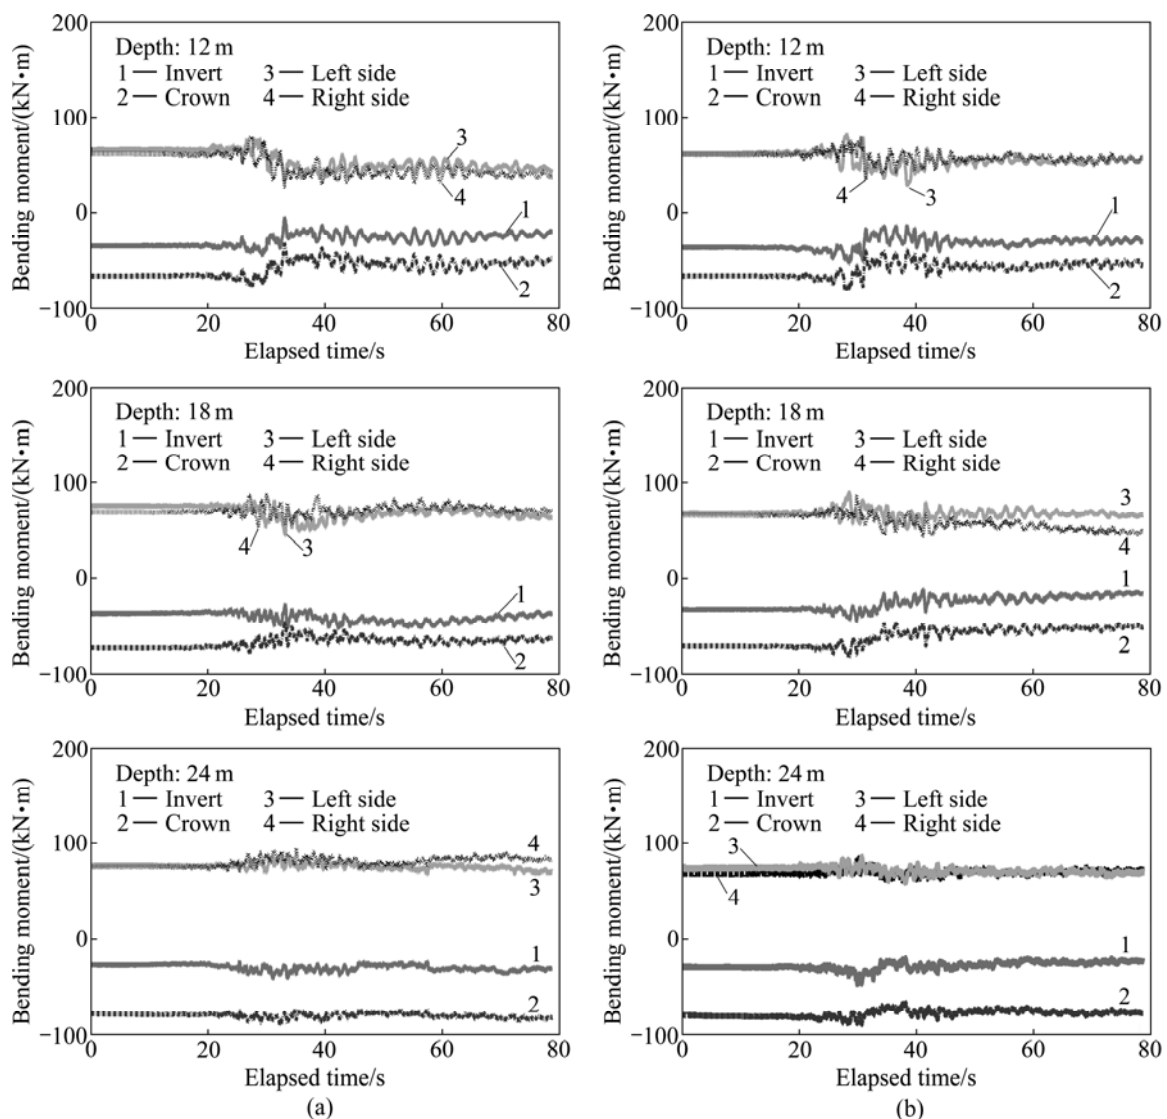 200
Depth: 12 m
1 — Invert 3 — Left side
2 — Crown 4 — Right side
100
0
−100
3
4
1
2
0 20 40 60 80
Bending moment/(kN•m)
Elapsed time/s
200
Depth: 12 m
1 — Invert 3 — Left side
2 — Crown 4 — Right side
100
0
−100
4
3
1
2
0 20 40 60 80
Bending moment/(kN•m)
Elapsed time/s
200
Depth: 18 m
1 — Invert 3 — Left side
2 — Crown 4 — Right side
100
0
−100
4
3
1
2
0 20 40 60 80
Bending moment/(kN•m)
Elapsed time/s
200
Depth: 18 m
1 — Invert 3 — Left side
2 — Crown 4 — Right side
100
0
−100
3
4
1
2
0 20 40 60 80
Bending moment/(kN•m)
Elapsed time/s
200
Depth: 24 m
1 — Invert 3 — Left side
2 — Crown 4 — Right side
100
0
−100
4
3
1
2
0 20 40 60 80
Bending moment/(kN•m)
Elapsed time/s
(a)
200
Depth: 24 m
1 — Invert 3 — Left side
2 — Crown 4 — Right side
100
0
−100
3
4
1
2
0 20 40 60 80
Bending moment/(kN•m)
Elapsed time/s
(b)